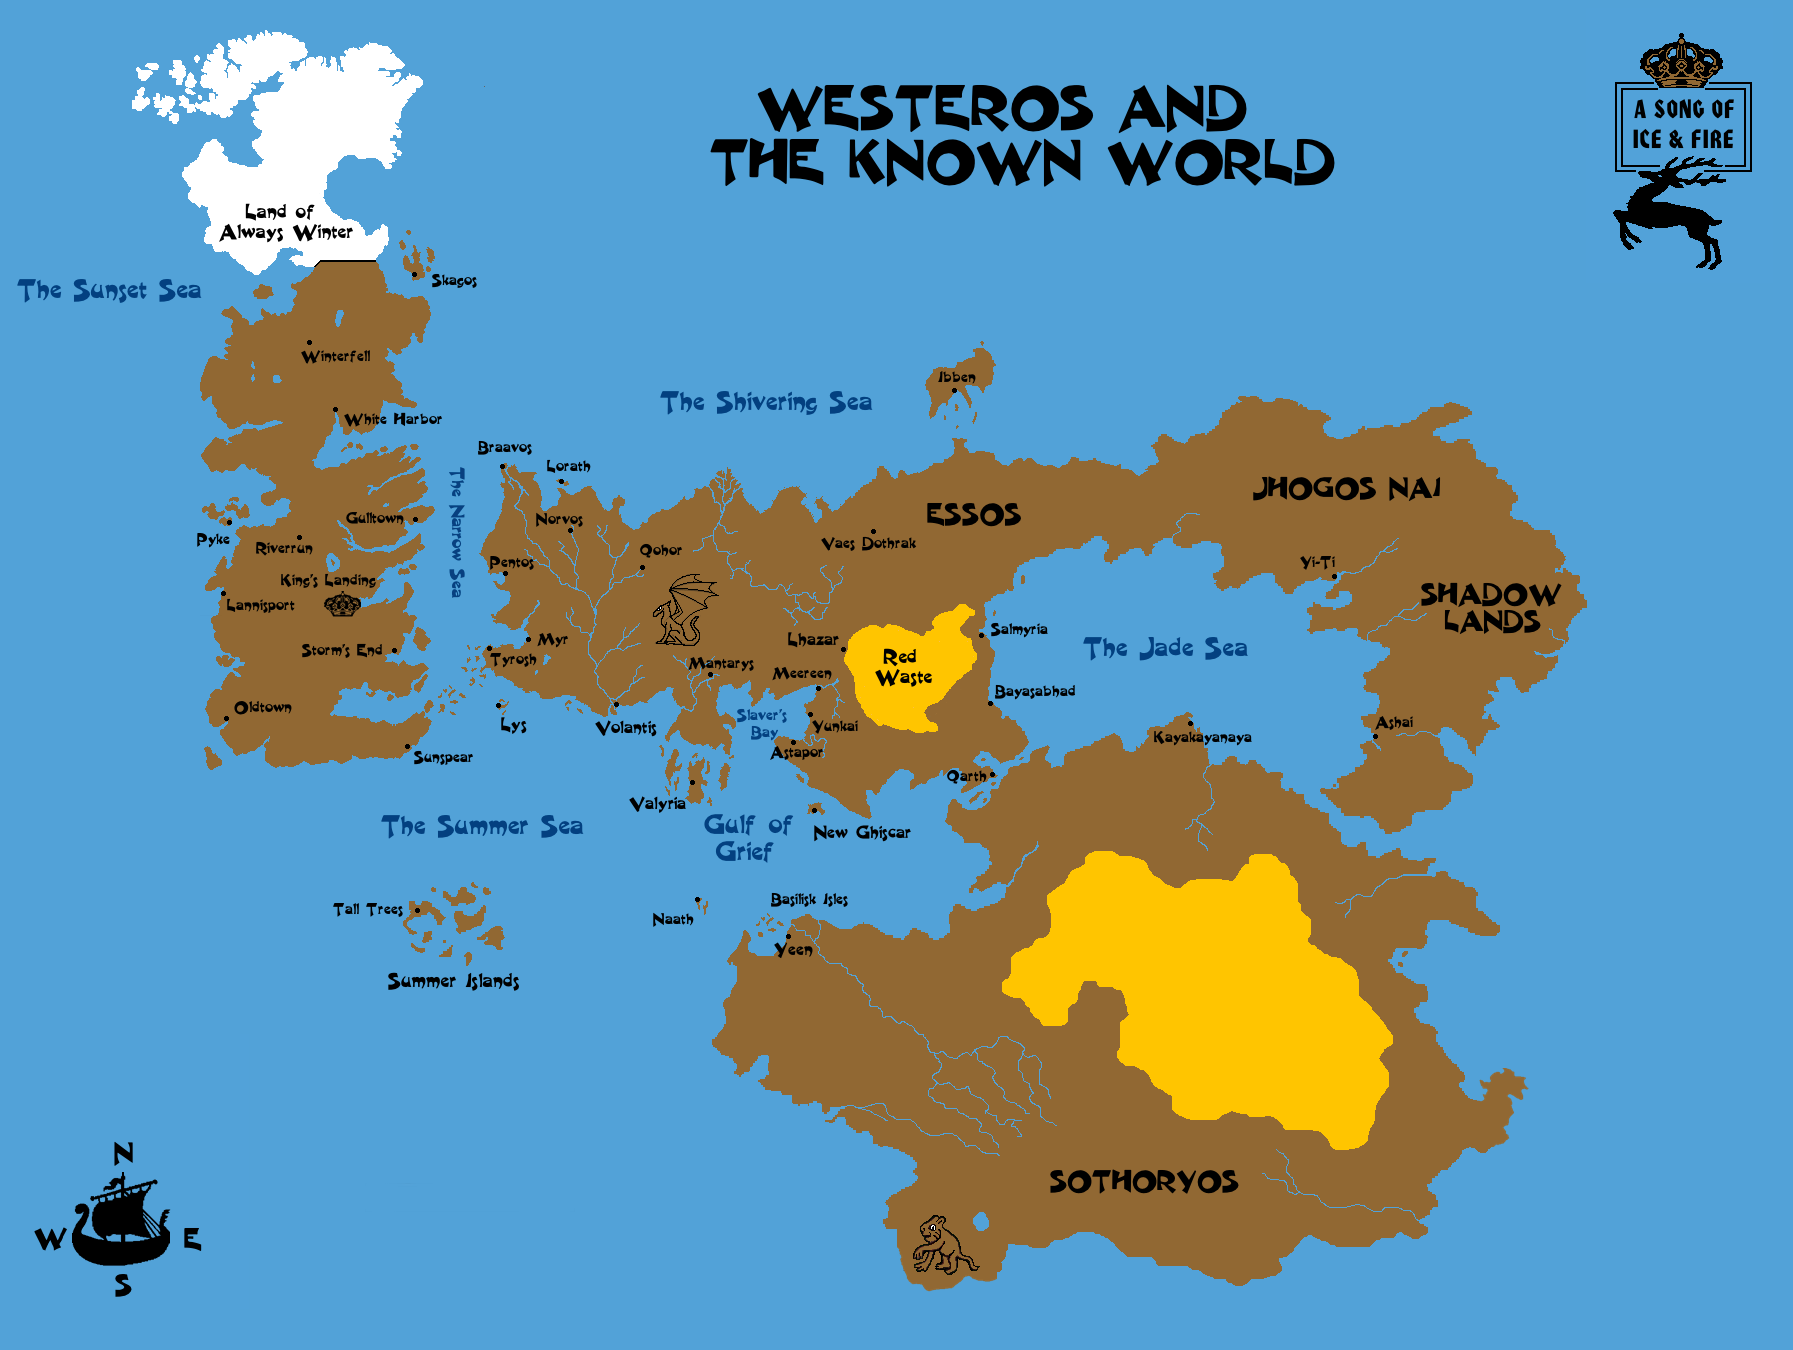 WESTEROS AND
THE KNOWN WORLD
A SONG OF
ICE & FIRE
Land of
Always Winter
The Sunset Sea
Skagos
Winterfell
White Harbor
The Shivering Sea
Ibben
Braavos
Lorath
The Narrow Sea
Gulltown
Pyke
Riverrun
King's Landing
Lannisport
Storm's End
Oldtown
Sunspear
Norvos
Qohor
Pentos
Myr
Tyrosh
Lys
Volantis
Mantarys
Valyria
ESSOS
Vaes Dothrak
JHOGOS NAI
Yi-Ti
SHADOW
LANDS
Lhazar
Red
Waste
Salmyria
The Jade Sea
Meereen
Bayasabhad
Slaver's
Bay
Yunkai
Astapor
Qarth
Kayakayanaya
Ashai
The Summer Sea
Gulf of
Grief
New Ghiscar
Tall Trees
Summer Islands
Naath
Basilisk Isles
Yeen
SOTHORYOS
N
W
E
S